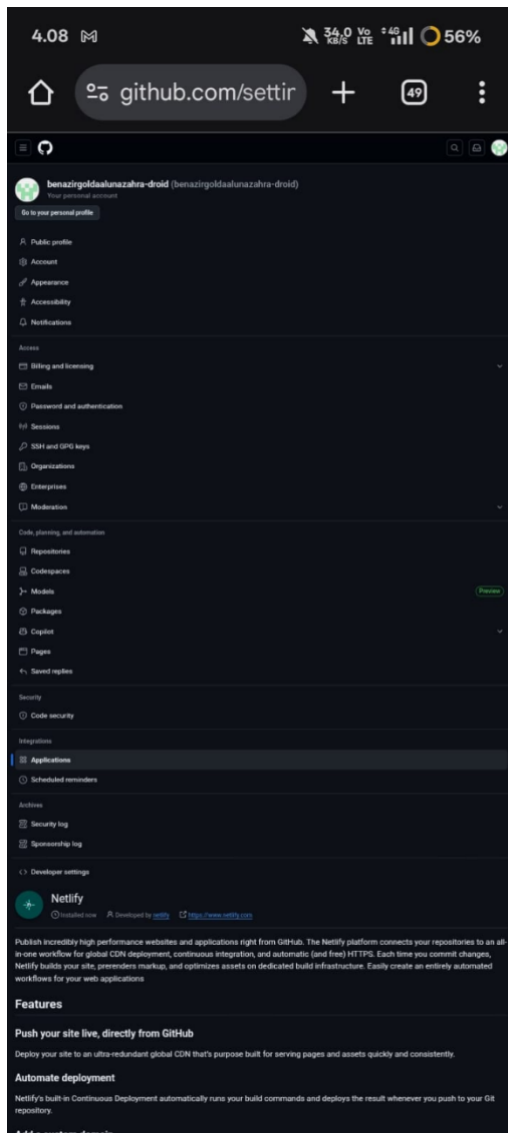 4.08
34,0 KB/S Vo LTE 4G 56%
github.com/settir
49
benazirgoldaalunazahra-droid (benazirgoldaalunazahra-droid)
Your personal account
Go to your personal profile
Public profile
Account
Appearance
Accessibility
Notifications
Access
Billing and licensing
Emails
Password and authentication
Sessions
SSH and GPG keys
Organizations
Enterprises
Moderation
Code, planning, and automation
Repositories
Codespaces
Models Preview
Packages
Copilot
Pages
Saved replies
Security
Code security
Integrations
Applications
Scheduled reminders
Archives
Security log
Sponsorship log
Developer settings
Netlify
Installed now Developed by netlify https://www.netlify.com
Publish incredibly high performance websites and applications right from GitHub. The Netlify platform connects your repositories to an all-
in-one workflow for global CDN deployment, continuous integration, and automatic (and free) HTTPS. Each time you commit changes,
Netlify builds your site, prerenders markup, and optimizes assets on dedicated build infrastructure. Easily create an entirely automated
workflows for your web applications
Features
Push your site live, directly from GitHub
Deploy your site to an ultra-redundant global CDN that's purpose built for serving pages and assets quickly and consistently.
Automate deployment
Netlify's built-in Continuous Deployment automatically runs your build commands and deploys the result whenever you push to your Git
repository.
Add a custom domain